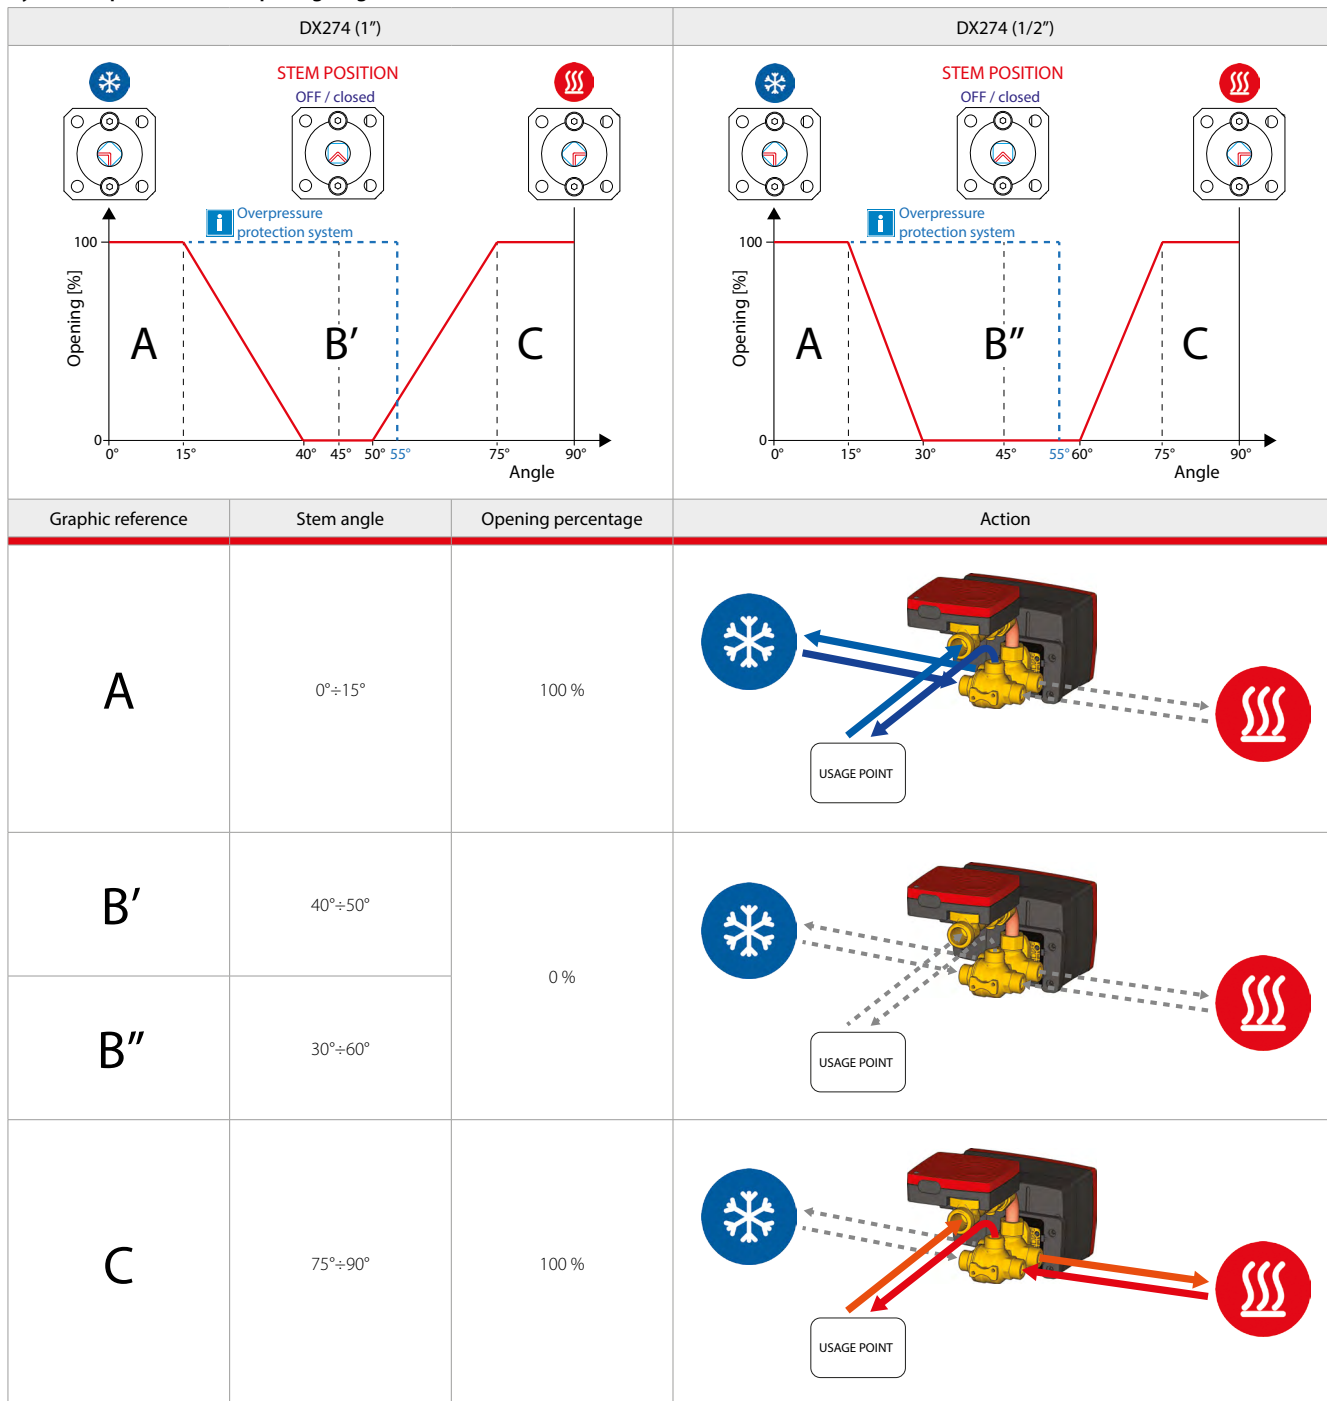 DX274 (1”)
DX274 (1/2”)
STEM POSITION
OFF / closed
STEM POSITION
OFF / closed
i Overpressure
protection system
i Overpressure
protection system
Opening [%]
100
0
A
B’
C
0° 15° 40° 45° 50° 55° 75° 90°
Angle
Opening [%]
100
0
A
B”
C
0° 15° 30° 45° 55° 60° 75° 90°
Angle
Graphic reference Stem angle Opening percentage Action
A 0°÷15° 100 %
USAGE POINT
B’ 40°÷50°
0 %
B” 30°÷60°
USAGE POINT
C 75°÷90° 100 %
USAGE POINT